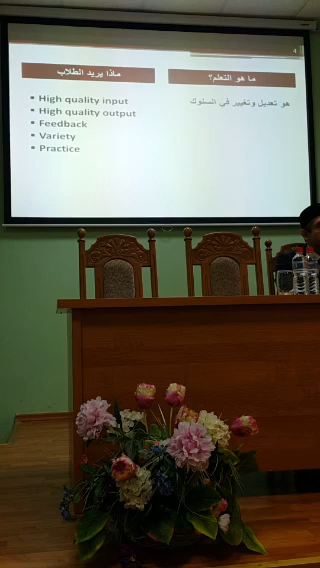 ما هو التعلم؟
هو تعديل وتغيير في السلوك
ماذا يريد الطلاب
▪ High quality input
▪ High quality output
▪ Feedback
▪ Variety
▪ Practice